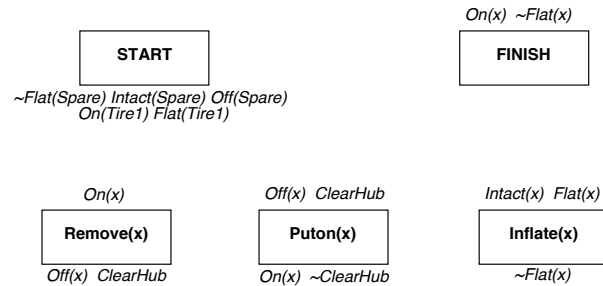 On(x) ~Flat(x)
START
FINISH
~Flat(Spare) Intact(Spare) Off(Spare)
On(Tire1) Flat(Tire1)
On(x)
Off(x) ClearHub
Intact(x) Flat(x)
Remove(x)
Puton(x)
Inflate(x)
Off(x) ClearHub
On(x) ~ClearHub
~Flat(x)